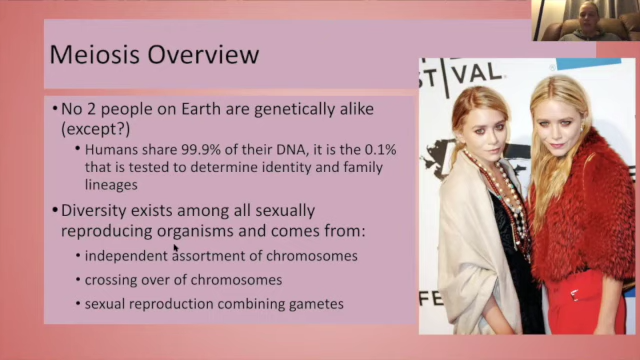 Meiosis Overview
• No 2 people on Earth are genetically alike
(except?)
• Humans share 99.9% of their DNA, it is the 0.1%
that is tested to determine identity and family
lineages
• Diversity exists among all sexually
reproducing organisms and comes from:
• independent assortment of chromosomes
• crossing over of chromosomes
• sexual reproduction combining gametes
STIVAL
FE